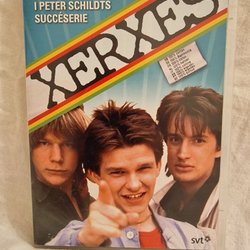 I PETER SCHILDTS
SUCCÉSERIE
XERXES
svt